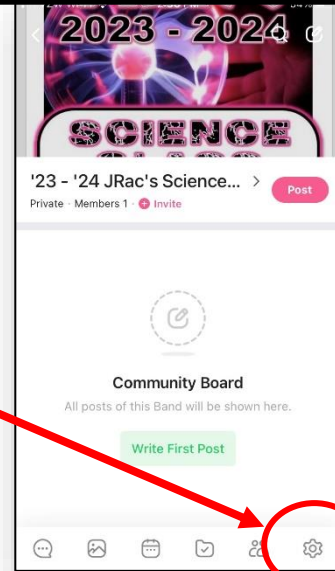 2023 - 2024
SCIENCE
'23 - '24 JRac's Science... >
Post
Private · Members 1 · Invite
Community Board
All posts of this Band will be shown here.
Write First Post